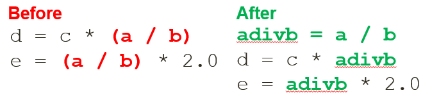 Before
d = c * (a / b)
e = (a / b) * 2.0
After
adivb = a / b
d = c * adivb
e = adivb * 2.0